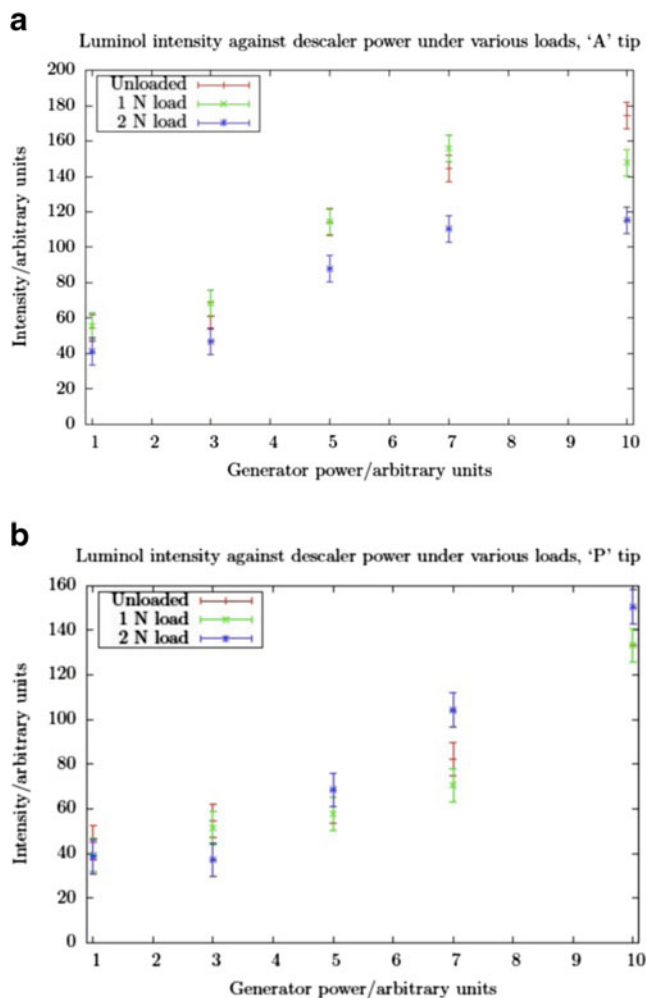 a
Luminol intensity against descaler power under various loads, ‘A’ tip
200
180
160
140
120
100
80
60
40
20
0
Unloaded
1 N load
2 N load
Intensity/arbitrary units
1 2 3 4 5 6 7 8 9 10
Generator power/arbitrary units
b
Luminol intensity against descaler power under various loads, ‘P’ tip
160
140
120
100
80
60
40
20
0
Unloaded
1 N load
2 N load
Intensity/arbitrary units
1 2 3 4 5 6 7 8 9 10
Generator power/arbitrary units